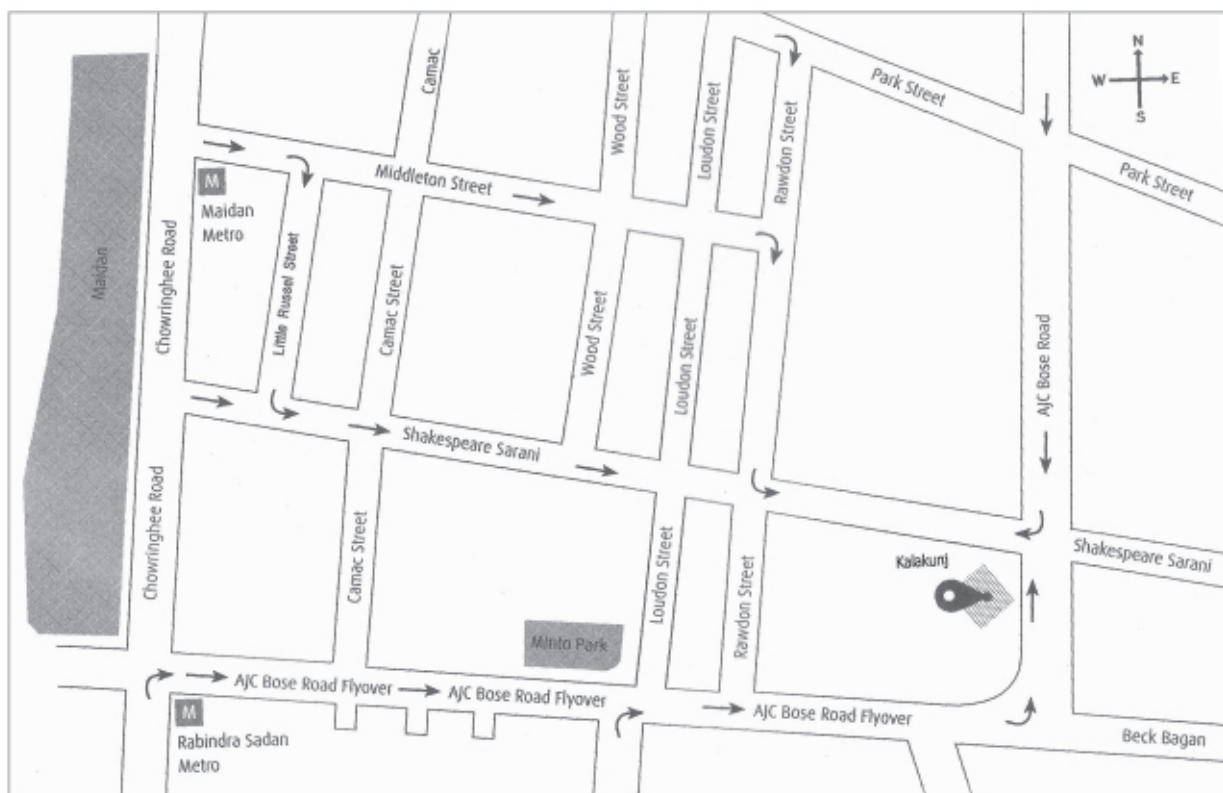 N
W E
S
Camac
Wood Street
Loudon Street
Rawdon Street
Park Street
Park Street
Middleton Street
M
Maidan
Metro
Maidan
Chowringhee Road
Little Russel Street
Camac Street
Wood Street
Loudon Street
AJC Bose Road
Shakespeare Sarani
Chowringhee Road
Camac Street
Loudon Street
Rawdon Street
Kalakunj
Shakespeare Sarani
Minto Park
AJC Bose Road Flyover
AJC Bose Road Flyover
AJC Bose Road Flyover
M
Rabindra Sadan
Metro
Beck Bagan